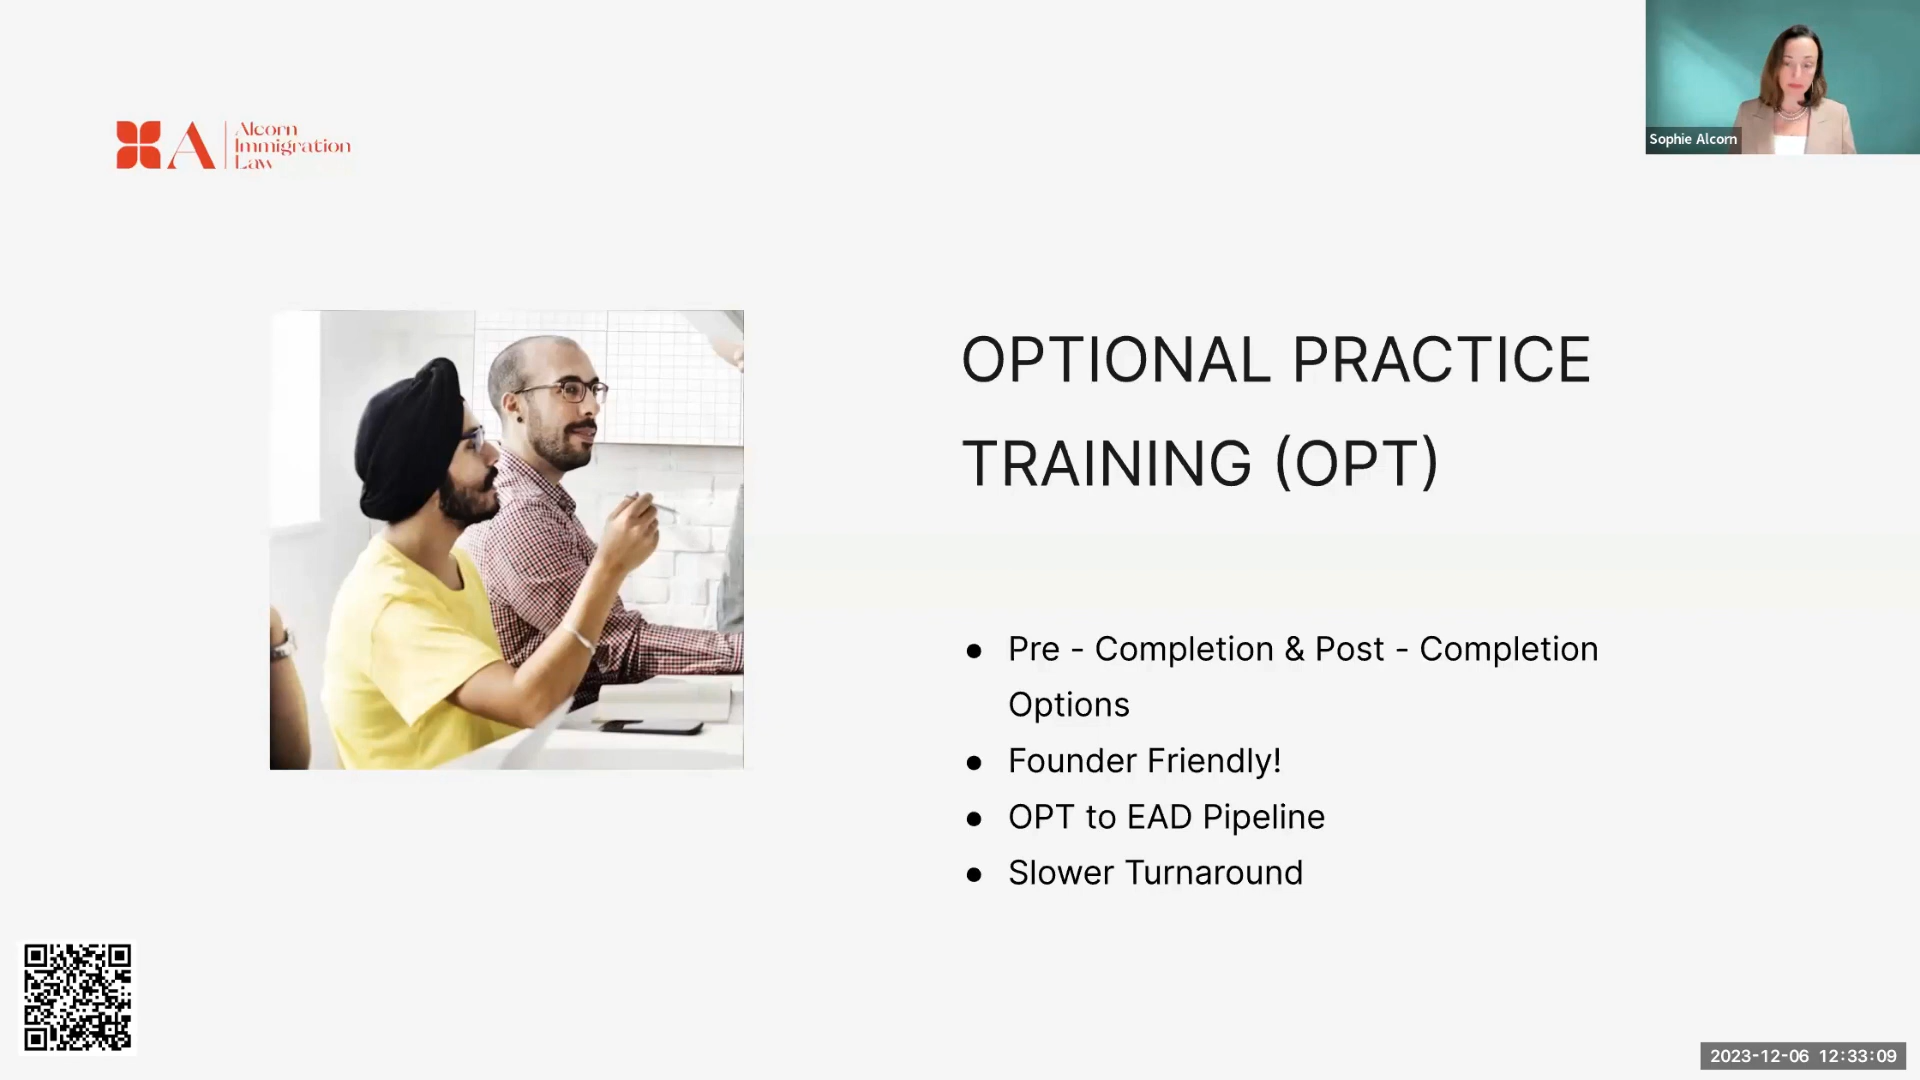 Alcorn
Immigration
Law
Sophie Alcorn
OPTIONAL PRACTICE
TRAINING (OPT)
● Pre - Completion & Post - Completion
Options
● Founder Friendly!
● OPT to EAD Pipeline
● Slower Turnaround
2023-12-06 12:33:09